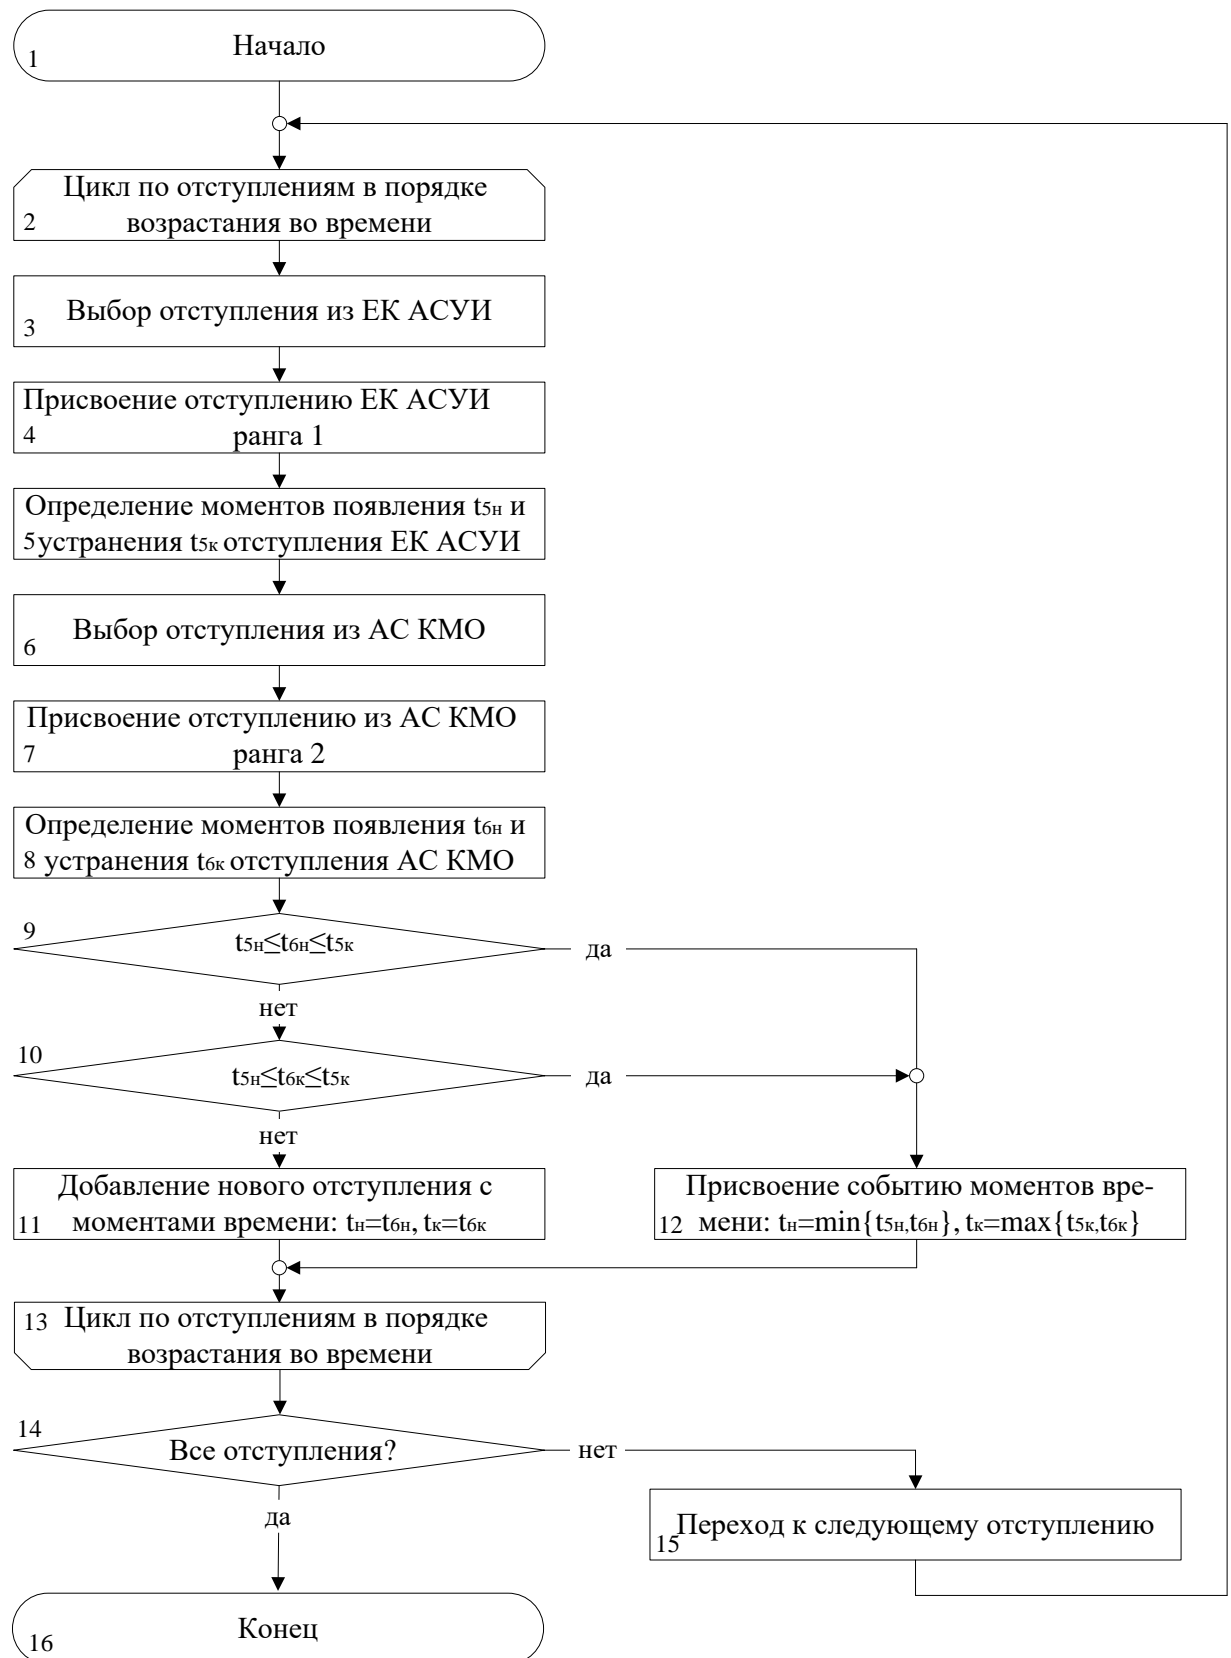 Начало
1
Цикл по отступлениям в порядке
2 возрастания во времени
Выбор отступления из ЕК АСУИ
3
Присвоение отступлению ЕК АСУИ
4 ранга 1
Определение моментов появления t5н и
5 устранения t5к отступления ЕК АСУИ
Выбор отступления из АС КМО
6
Присвоение отступлению из АС КМО
7 ранга 2
Определение моментов появления t6н и
8 устранения t6к отступления АС КМО
9
t5н≤t6н≤t5к
да
нет
10
t5н≤t6к≤t5к
да
нет
Добавление нового отступления с
11 моментами времени: tн=t6н, tк=t6к
Присвоение событию моментов вре-
12 мени: tн=min{t5н,t6н}, tк=max{t5к,t6к}
13 Цикл по отступлениям в порядке
возрастания во времени
14
Все отступления?
нет
да
Переход к следующему отступлению
15
Конец
16